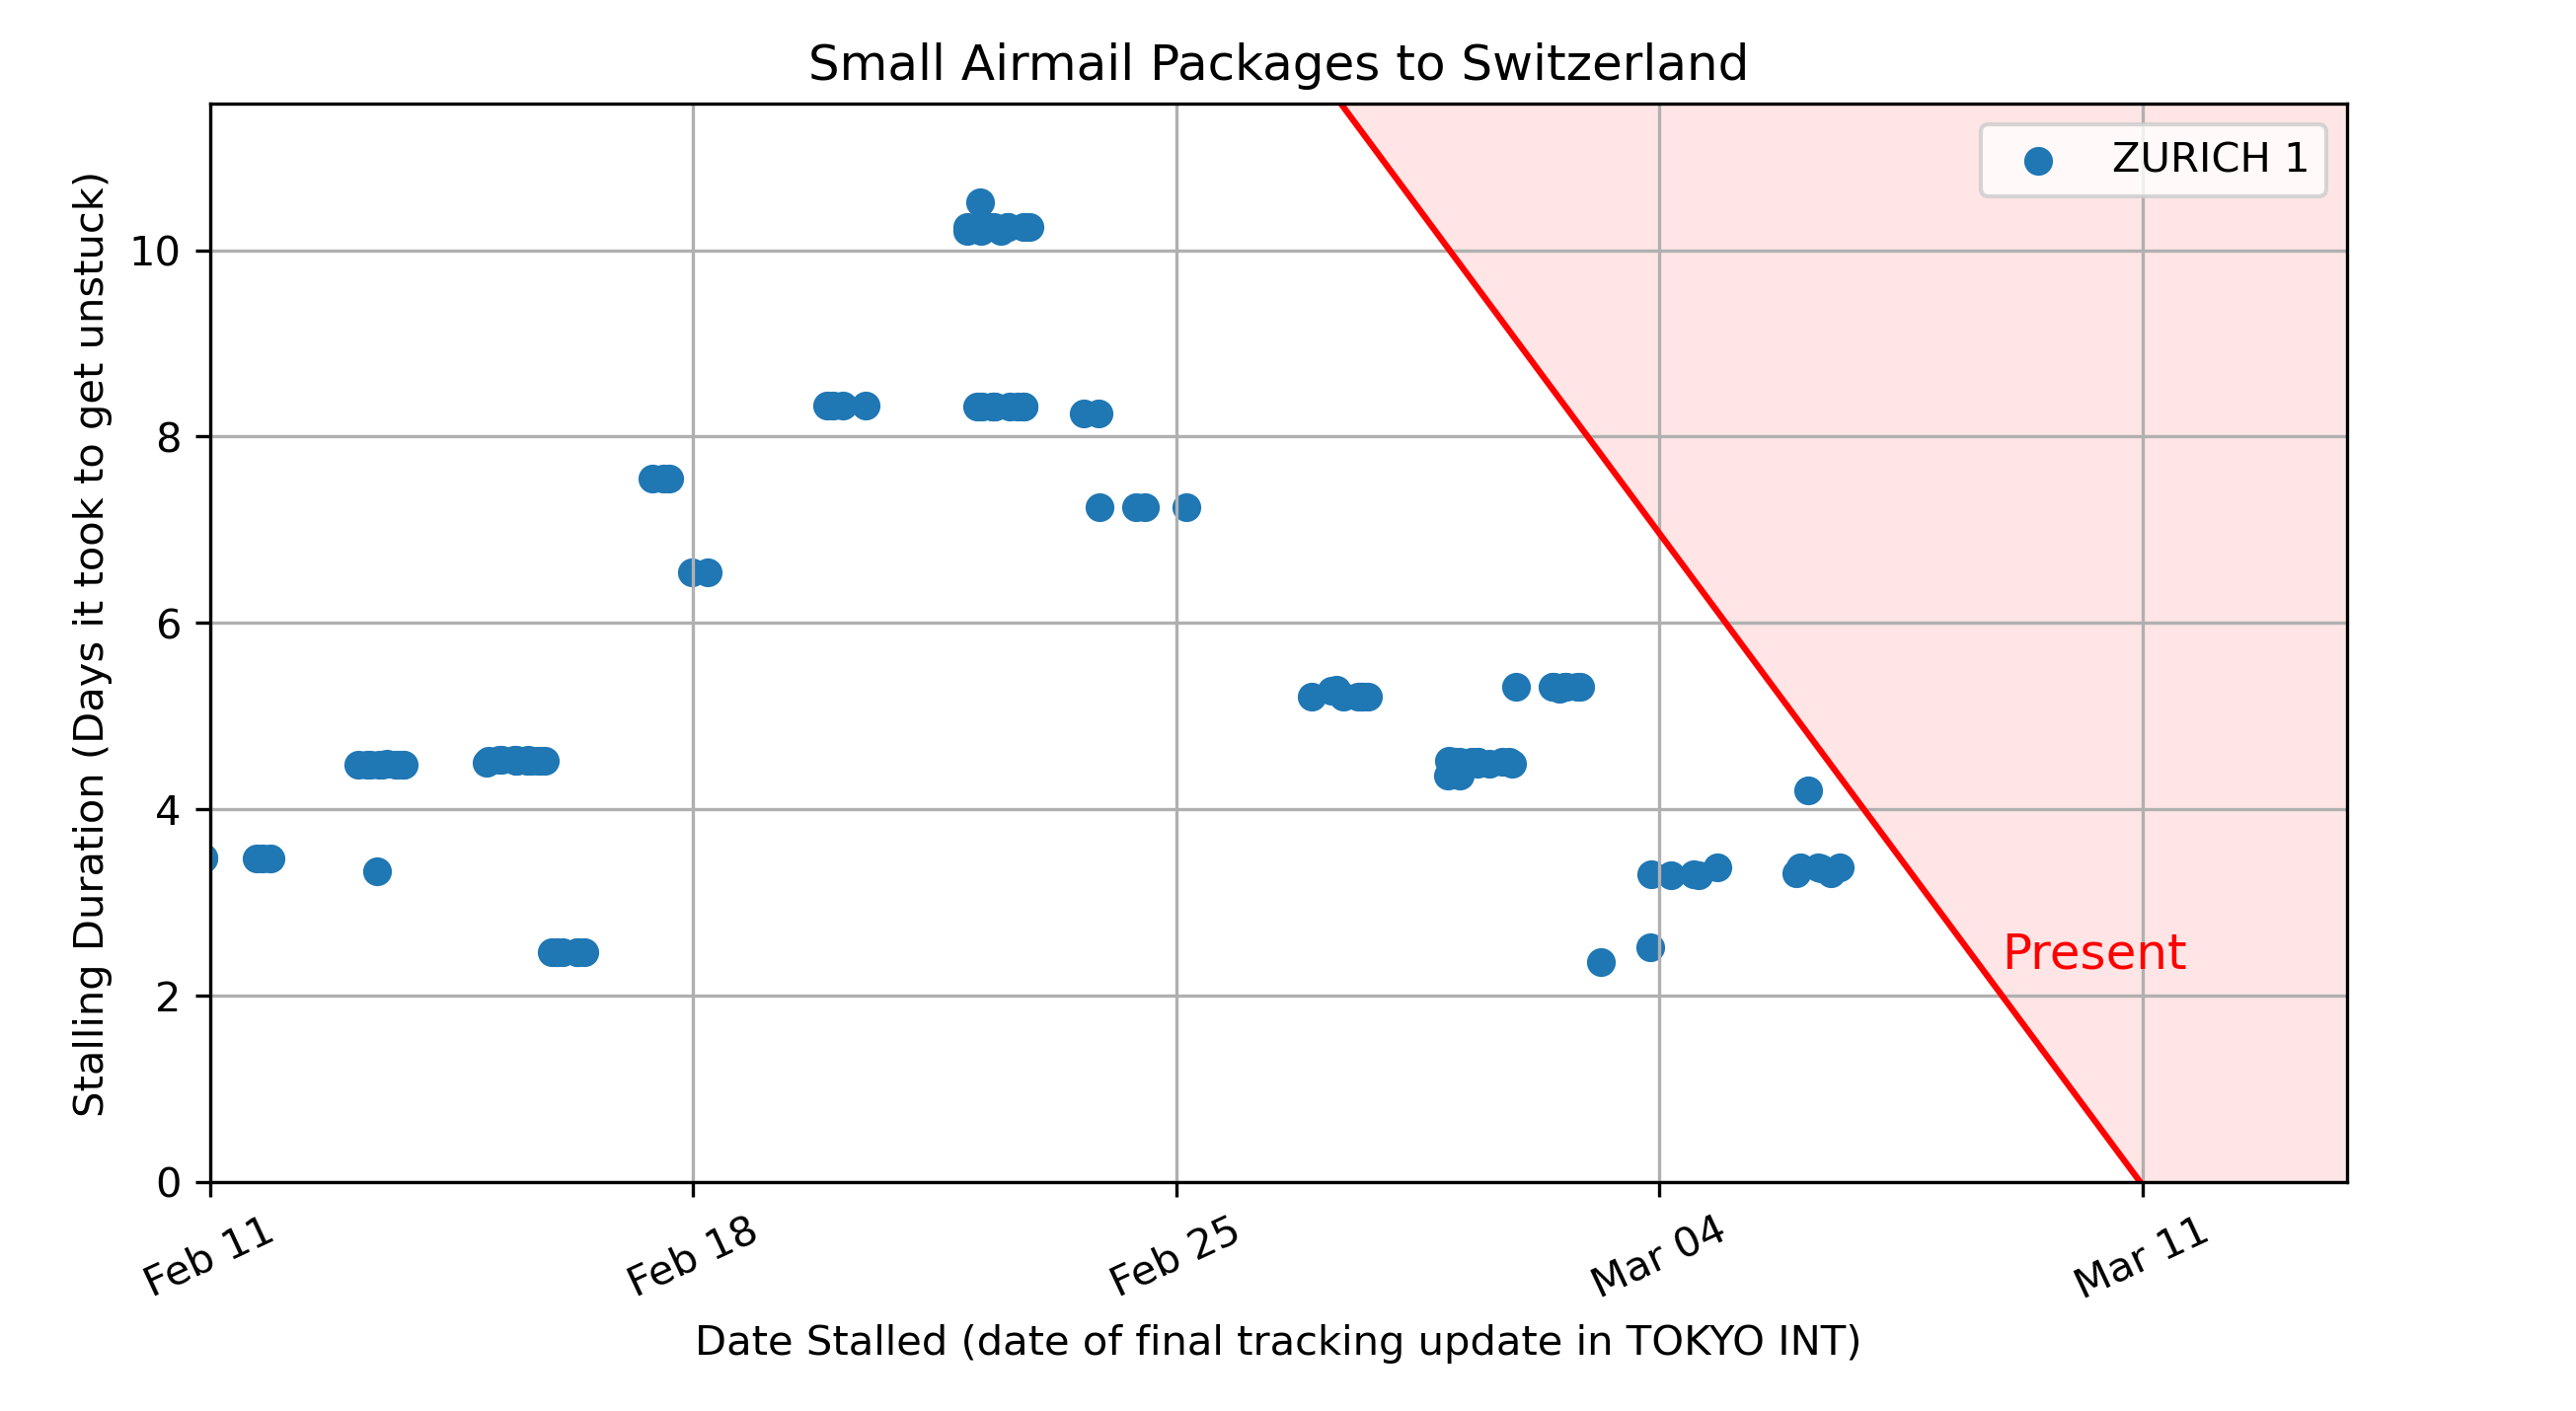 Small Airmail Packages to Switzerland
ZURICH 1
Stalling Duration (Days it took to get unstuck)
10
8
6
4
2
0
Present
Feb 11
Feb 18
Feb 25
Mar 04
Mar 11
Date Stalled (date of final tracking update in TOKYO INT)